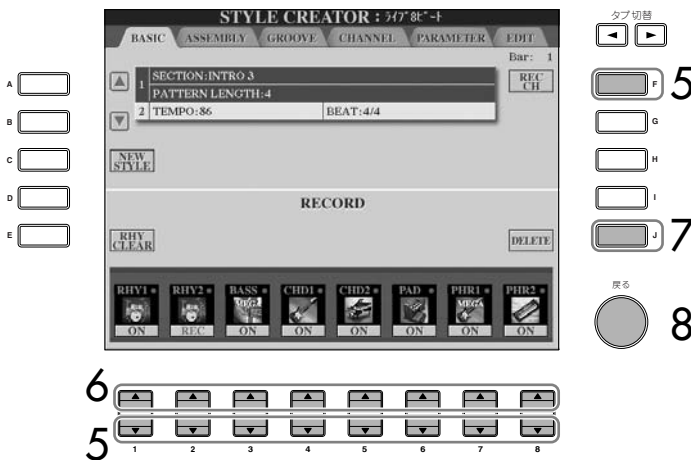 STYLE CREATOR : ﾗｲﾌﾞ8ﾋﾞｰﾄ
タブ切替
BASIC ASSEMBLY GROOVE CHANNEL PARAMETER EDIT
Bar: 1
1 SECTION:INTRO 3
PATTERN LENGTH:4
REC CH
2 TEMPO:86 BEAT:4/4
NEW STYLE
RECORD
RHY CLEAR
DELETE
RHY1 RHY2 BASS CHD1 CHD2 PAD PHR1 PHR2
MEGA MEGA
ON REC ON ON ON ON ON ON
A
B
C
D
E
F 5
G
H
I
J 7
戻る
8
6
5
1 2 3 4 5 6 7 8